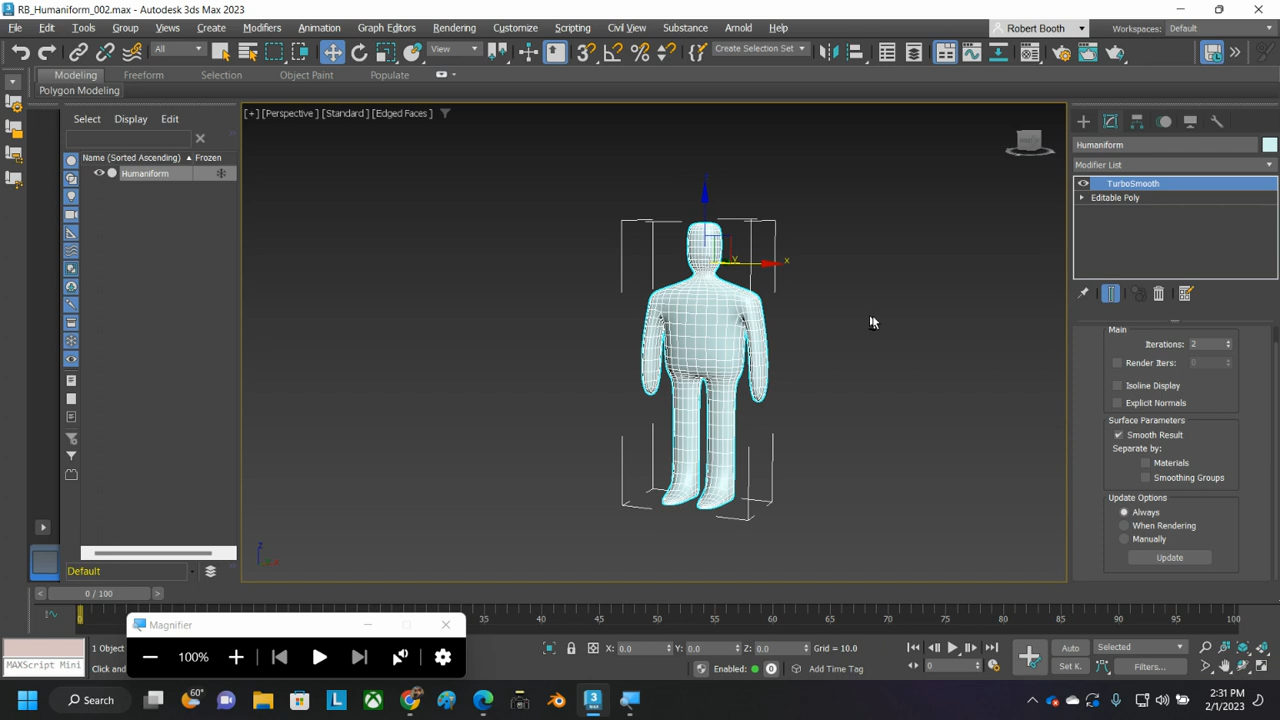 RB_Humaniform_002.max - Autodesk 3ds Max 2023
File Edit Tools Group Views Create Modifiers Animation Graph Editors Rendering Customize Scripting Civil View Substance Arnold Help Robert Booth Workspaces: Default
All View Create Selection Set
Modeling Freeform Selection Object Paint Populate
Polygon Modeling
Select Display Edit
Name (Sorted Ascending) Frozen
Humaniform
[+] [Perspective ] [Standard ] [Edged Faces ]
x
y
Humaniform
Modifier List
TurboSmooth
Editable Poly
Main
Iterations: 2
Render Iters: 0
Isoline Display
Explicit Normals
Surface Parameters
Smooth Result
Separate by:
Materials
Smoothing Groups
Update Options
Always
When Rendering
Manually
Update
z
Default
0 / 100
35 40 45 50 55 60 65 70 75 80 85 90 95 100
Magnifier
100%
1 Object
MAXScript Mini
Click and
X: 0.0 Y: 0.0 Z: 0.0 Grid = 10.0
Enabled: 0 Add Time Tag
Auto Selected
0 Set K. Filters...
60°
Search
L
3
MAX
2:31 PM
2/1/2023